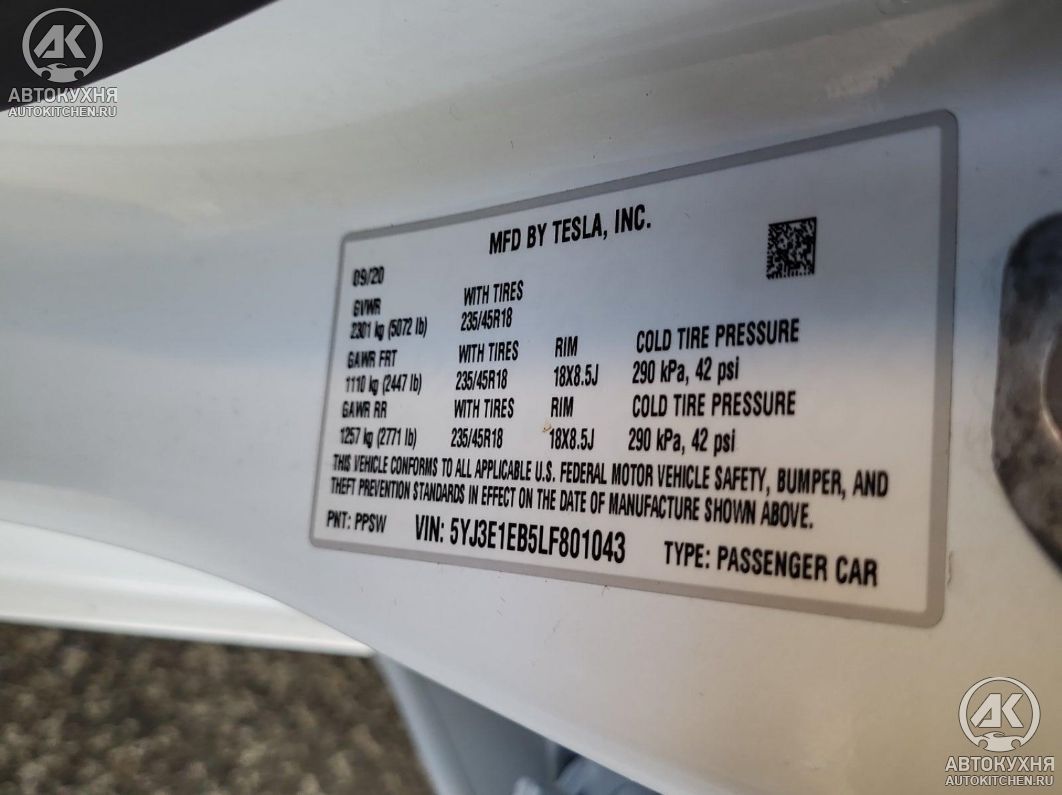 AK
АВТОКУХНЯ
AUTOKITCHEN.RU
MFD BY TESLA, INC.
09/20
GVWR WITH TIRES
2301 kg (5072 lb) 235/45R18
GAWR FRT WITH TIRES RIM COLD TIRE PRESSURE
1110 kg (2447 lb) 235/45R18 18X8.5J 290 kPa, 42 psi
GAWR RR WITH TIRES RIM COLD TIRE PRESSURE
1257 kg (2771 lb) 235/45R18 18X8.5J 290 kPa, 42 psi
THIS VEHICLE CONFORMS TO ALL APPLICABLE U.S. FEDERAL MOTOR VEHICLE SAFETY, BUMPER, AND
THEFT PREVENTION STANDARDS IN EFFECT ON THE DATE OF MANUFACTURE SHOWN ABOVE.
PNT: PPSW VIN: 5YJ3E1EB5LF801043 TYPE: PASSENGER CAR
AK
АВТОКУХНЯ
AUTOKITCHEN.RU